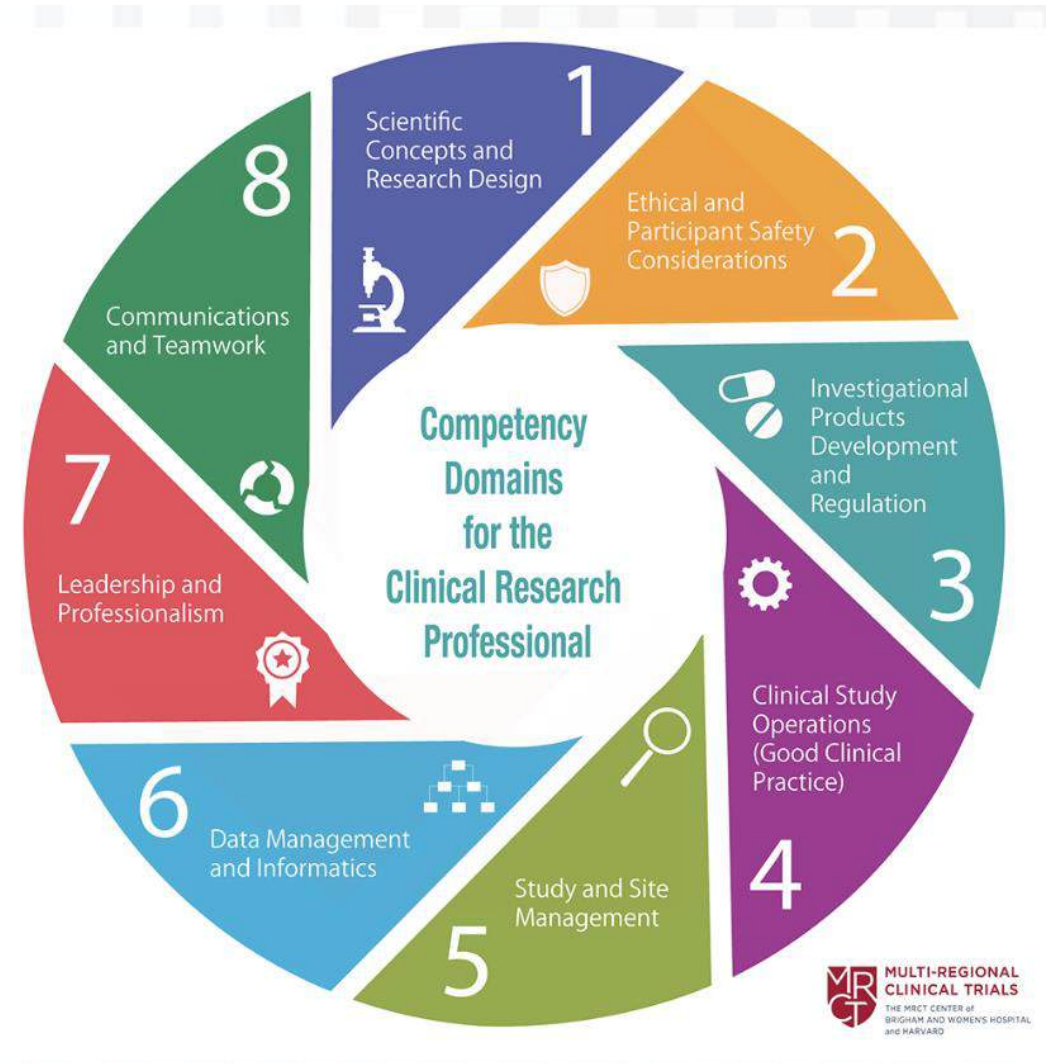 1
Scientific
Concepts and
Research Design
Ethical and
Participant Safety
Considerations
2
Investigational
Products
Development
and
Regulation
3
Clinical Study
Operations
(Good Clinical
Practice)
4
Study and Site
Management
5
6
Data Management
and Informatics
7
Leadership and
Professionalism
8
Communications
and Teamwork
Competency
Domains
for the
Clinical Research
Professional
MR
CT
MULTI-REGIONAL
CLINICAL TRIALS
THE MRCT CENTER of
BRIGHAM AND WOMEN'S HOSPITAL
and HARVARD